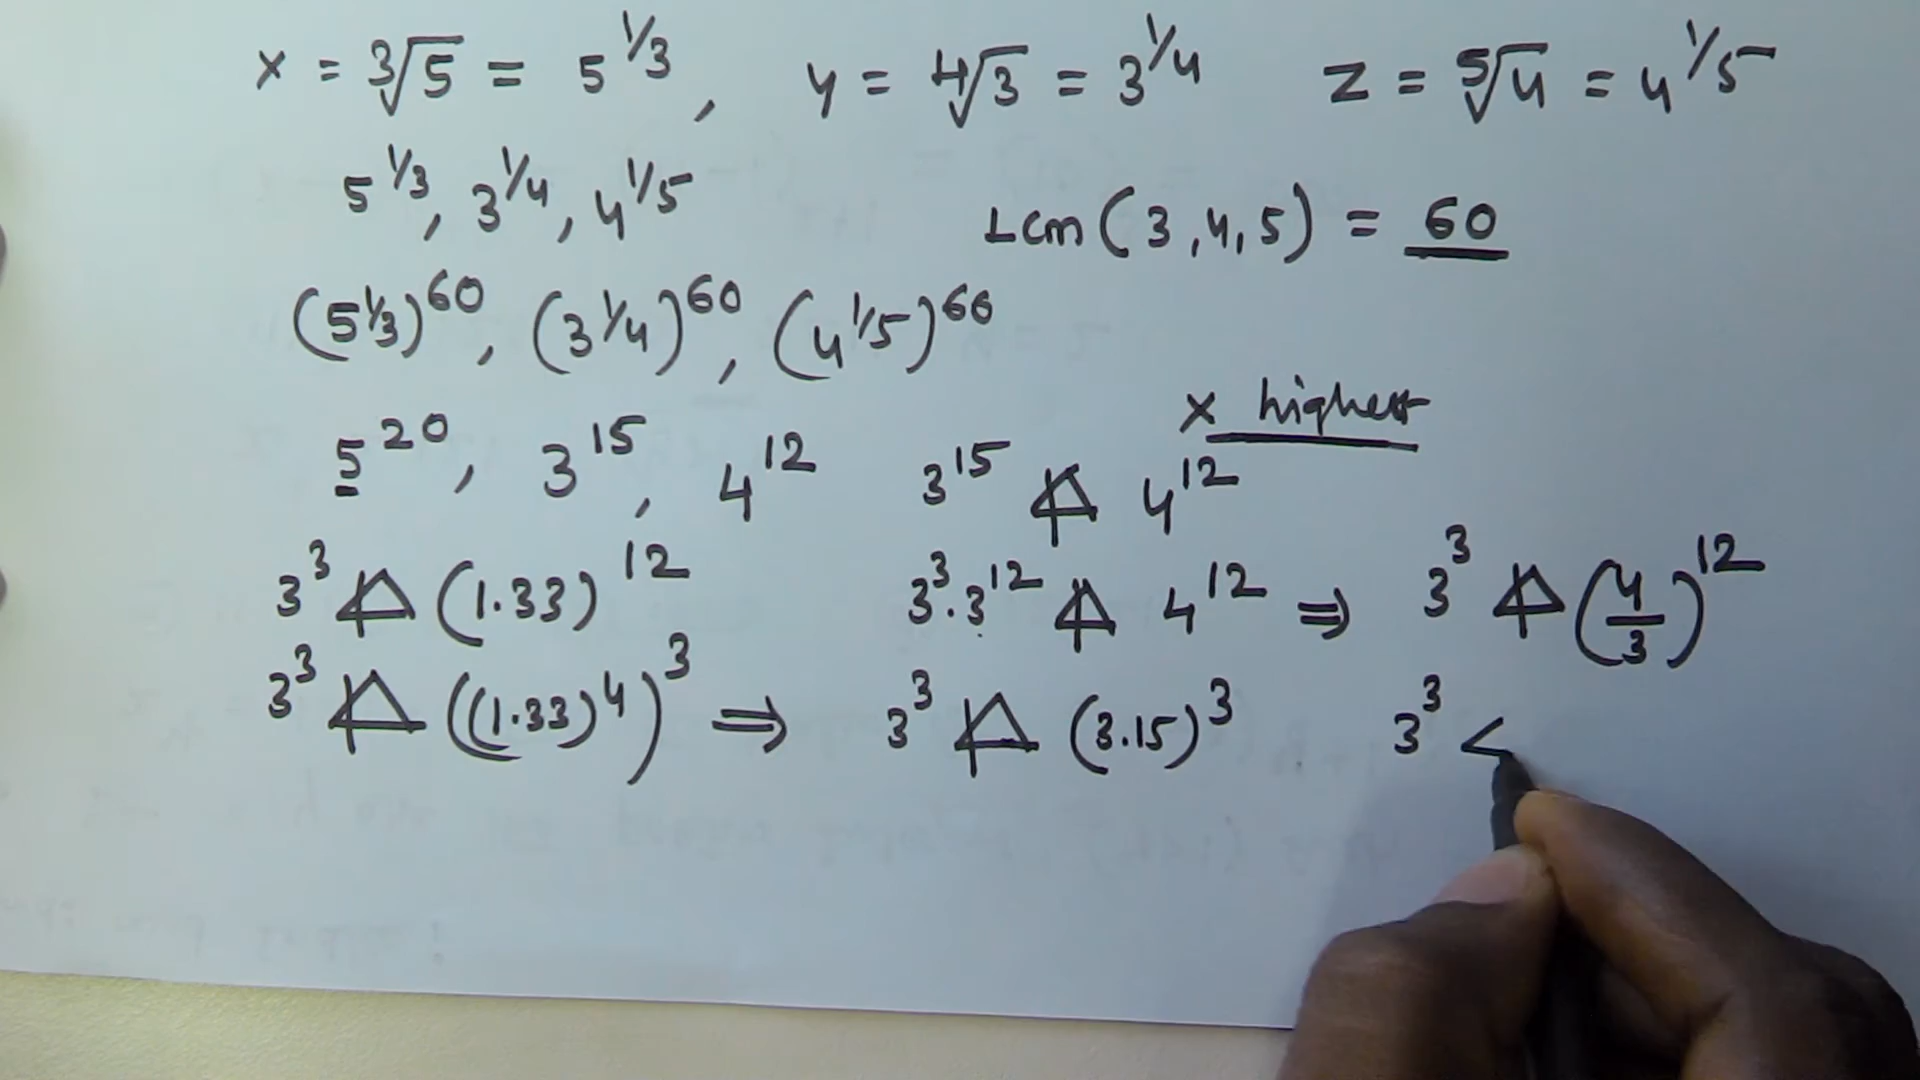 x = ∛5 = 5^1/3, y = ∜3 = 3^1/4 z = ⁵√4 = 4^1/5
5^1/3, 3^1/4, 4^1/5 Lcm(3,4,5) = 60
(5^1/3)^60, (3^1/4)^60, (4^1/5)^60
x highest
5^20, 3^15, 4^12 3^15 4^12
3^3 (1.33)^12 3^3·3^12 4^12 ⇒ 3^3 (4/3)^12
3^3 ((1.33)^4)^3 ⇒ 3^3 (3.15)^3 3^3 <